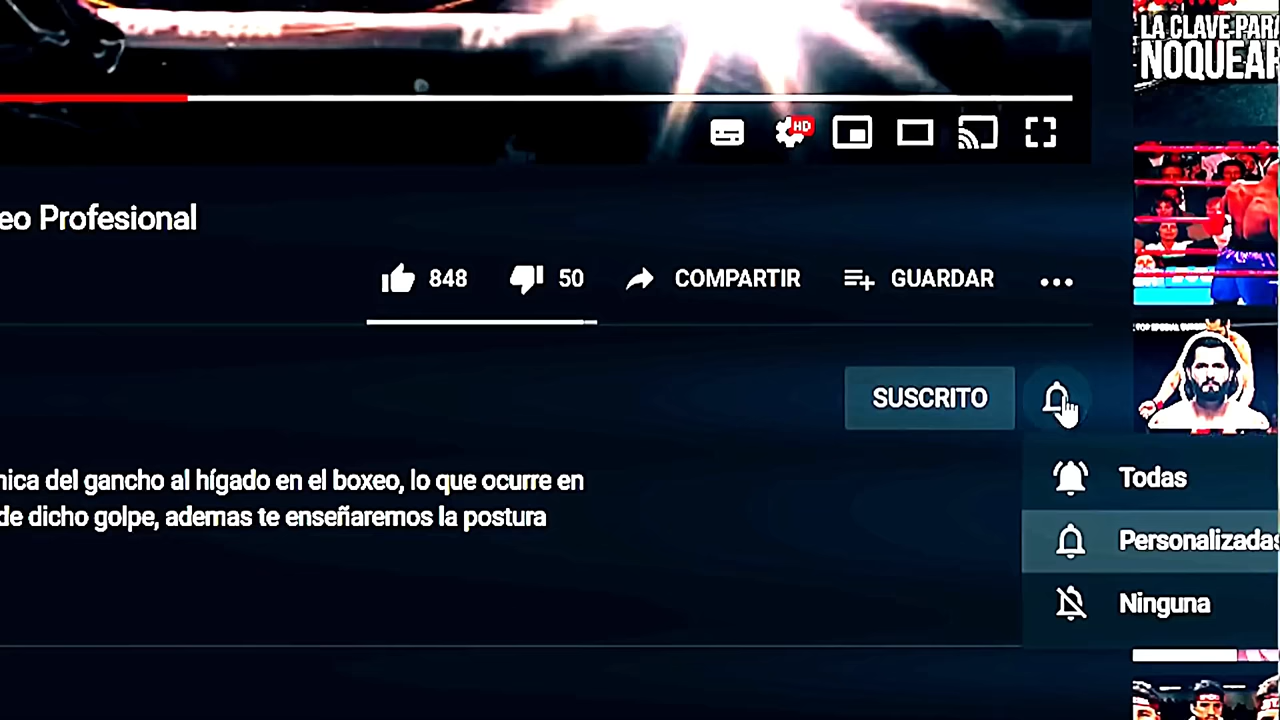 LA CLAVE PARA
NOQUEAR
HD
eo Profesional
848
50
COMPARTIR
GUARDAR
SUSCRITO
nica del gancho al hígado en el boxeo, lo que ocurre en
de dicho golpe, ademas te enseñaremos la postura
Todas
Personalizadas
Ninguna